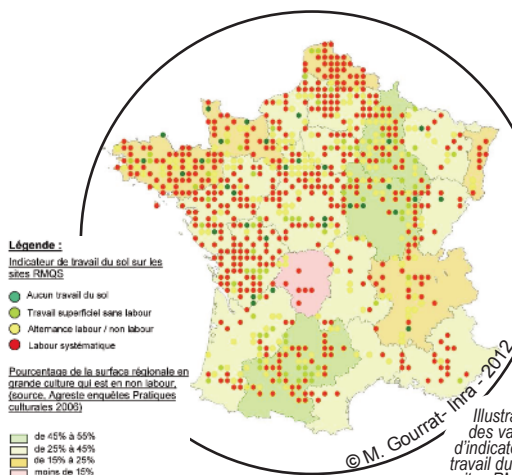 Légende :
Indicateur de travail du sol sur les
sites RMQS
Aucun travail du sol
Travail superficiel sans labour
Alternance labour / non labour
Labour systématique
Pourcentage de la surface régionale en
grande culture qui est en non labour,
(source, Agreste enquêtes Pratiques
culturales 2006)
de 45% à 55%
de 25% à 45%
de 15% à 25%
moins de 15%
© M. Gourrat- Inra - 2012
Illustra
des va
d'indicate
travail du